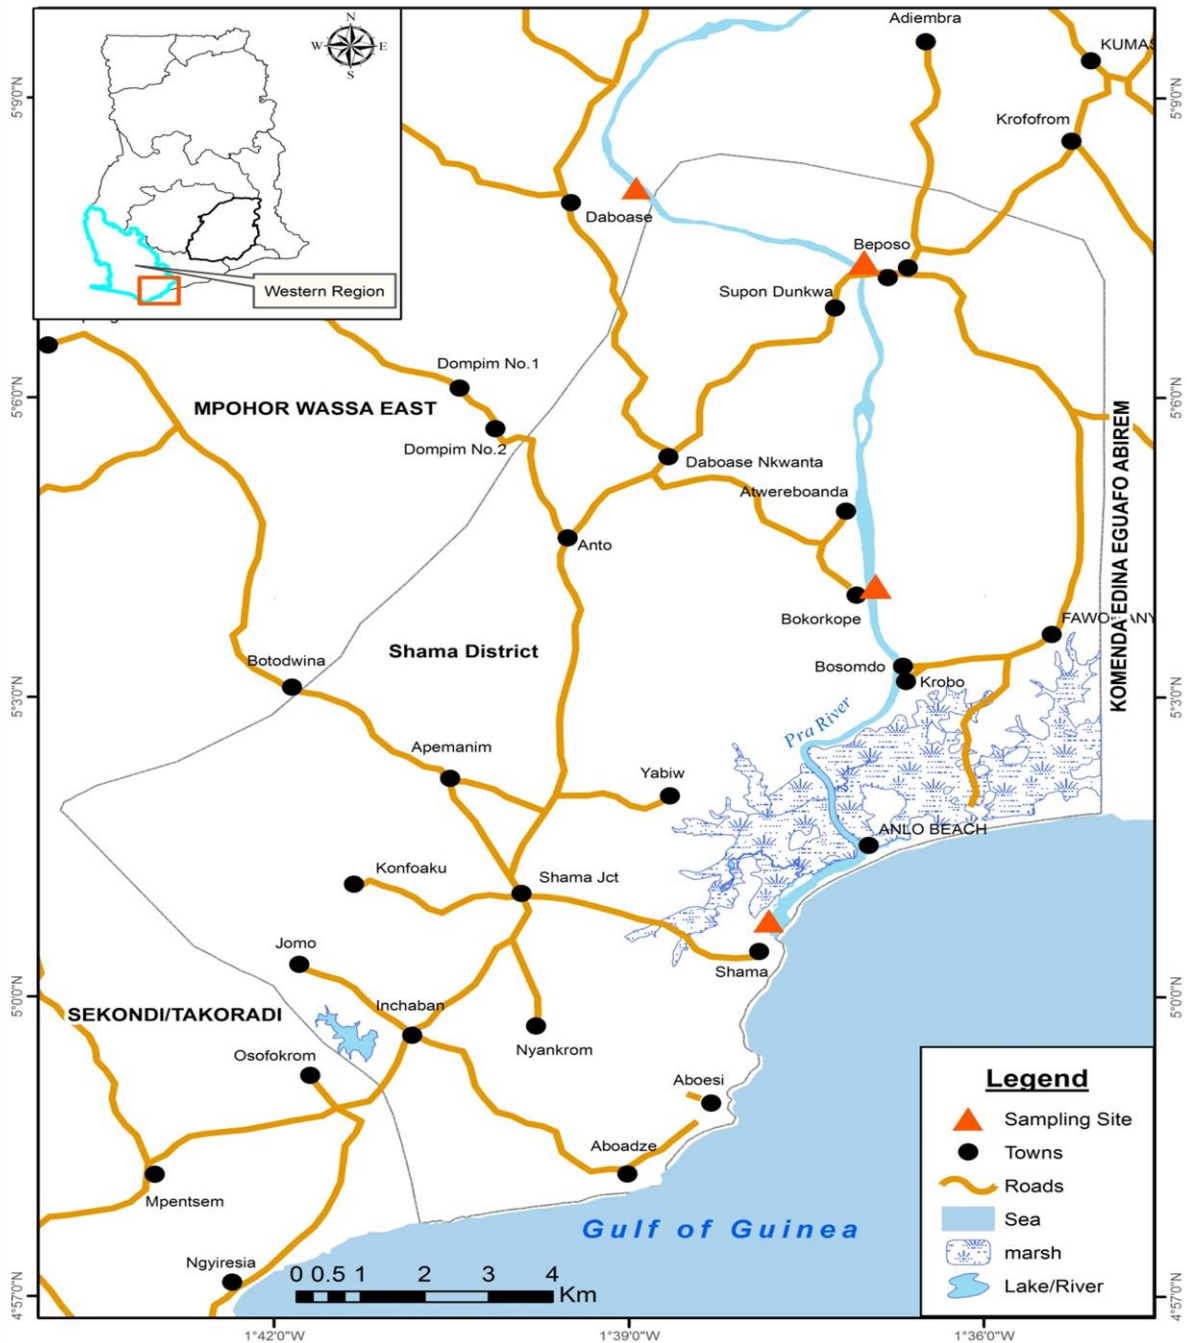 N
W E
S
Western Region
Adiembra
KUMAS
Krofofrom
Daboase
Beposo
Supon Dunkwa
Dompim No.1
MPOHOR WASSA EAST
Dompim No.2
Daboase Nkwanta
Atwereboanda
Anto
KOMENDA EDINA EGUAFO ABIREM
Bokorkope
Shama District
Botodwina
Bosomdo
Krobo
Pra River
Apemanim
Yabiw
ANLO BEACH
Konfoaku
Shama Jct
Jomo
Shama
SEKONDI/TAKORADI
Inchaban
Nyankrom
Osofokrom
Aboesi
Aboadze
Mpentsem
Gulf of Guinea
Ngyiresia
0 0.5 1 2 3 4
Km
Legend
Sampling Site
Towns
Roads
Sea
marsh
Lake/River
5°9'0"N
5°6'0"N
5°3'0"N
5°0'0"N
4°57'0"N
5°9'0"N
5°6'0"N
5°3'0"N
5°0'0"N
4°57'0"N
1°42'0"W
1°39'0"W
1°36'0"W